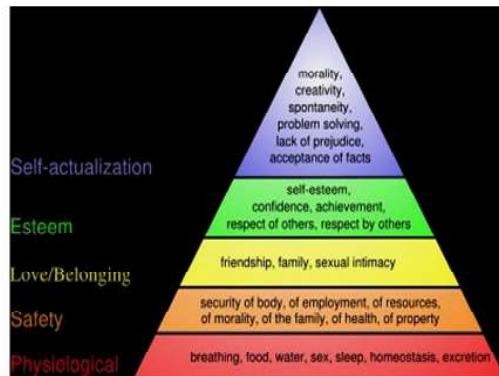 morality,
creativity,
spontaneity,
problem solving,
lack of prejudice,
acceptance of facts
Self-actualization
self-esteem,
confidence, achievement,
respect of others, respect by others
Esteem
friendship, family, sexual intimacy
Love/Belonging
security of body, of employment, of resources,
of morality, of the family, of health, of property
Safety
breathing, food, water, sex, sleep, homeostasis, excretion
Physiological